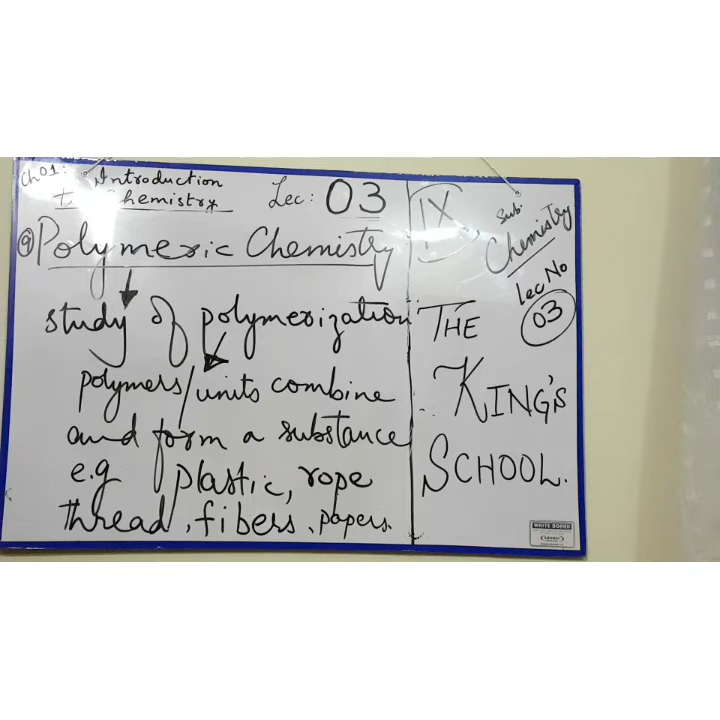 Ch01: Introduction
to Chemistry
Lec: 03
9 Polymeric Chemistry
study of polymerization
polymers/units combine
and form a substance
e.g plastic, rope
thread, fibers, papers.
IX
Sub:
Chemistry
Lec No
03
THE
KING'S
SCHOOL.
WHITE BOARD